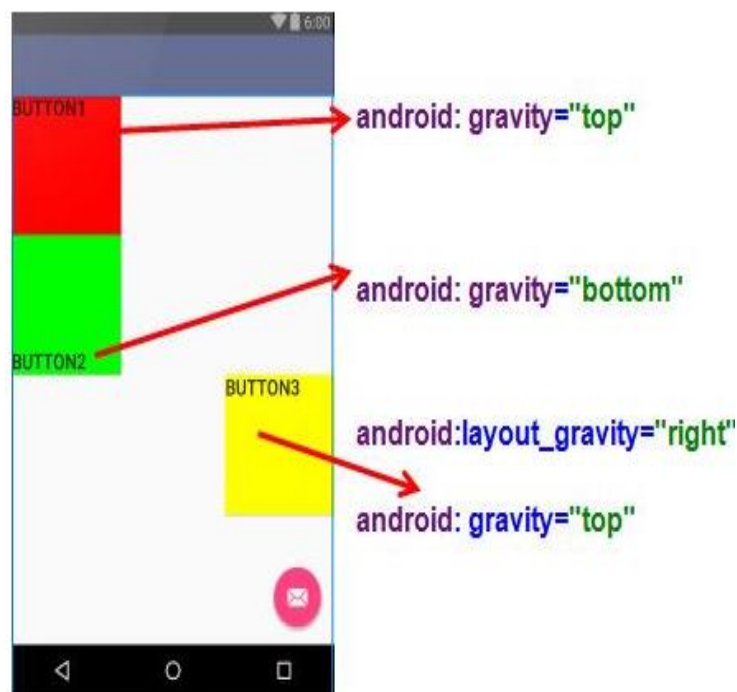 6:00
BUTTON1
android: gravity="top"
android: gravity="bottom"
BUTTON2
BUTTON3
android:layout_gravity="right"
android: gravity="top"